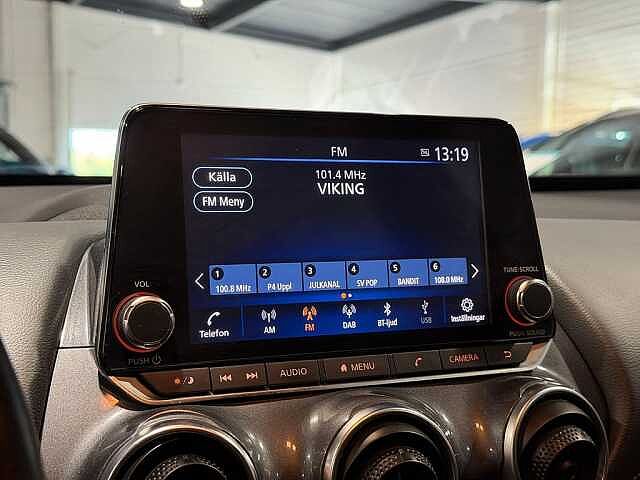 FM
13:19
Källa
101.4 MHz
VIKING
FM Meny
1 2 3 4 5 6
100.8 MHz P4 Uppl JULKANAL SV POP BANDIT 108.0 MHz
Telefon AM FM DAB BT-ljud USB Inställningar
VOL
PUSH
TUNE·SCROLL
PUSH SOUND
AUDIO MENU CAMERA